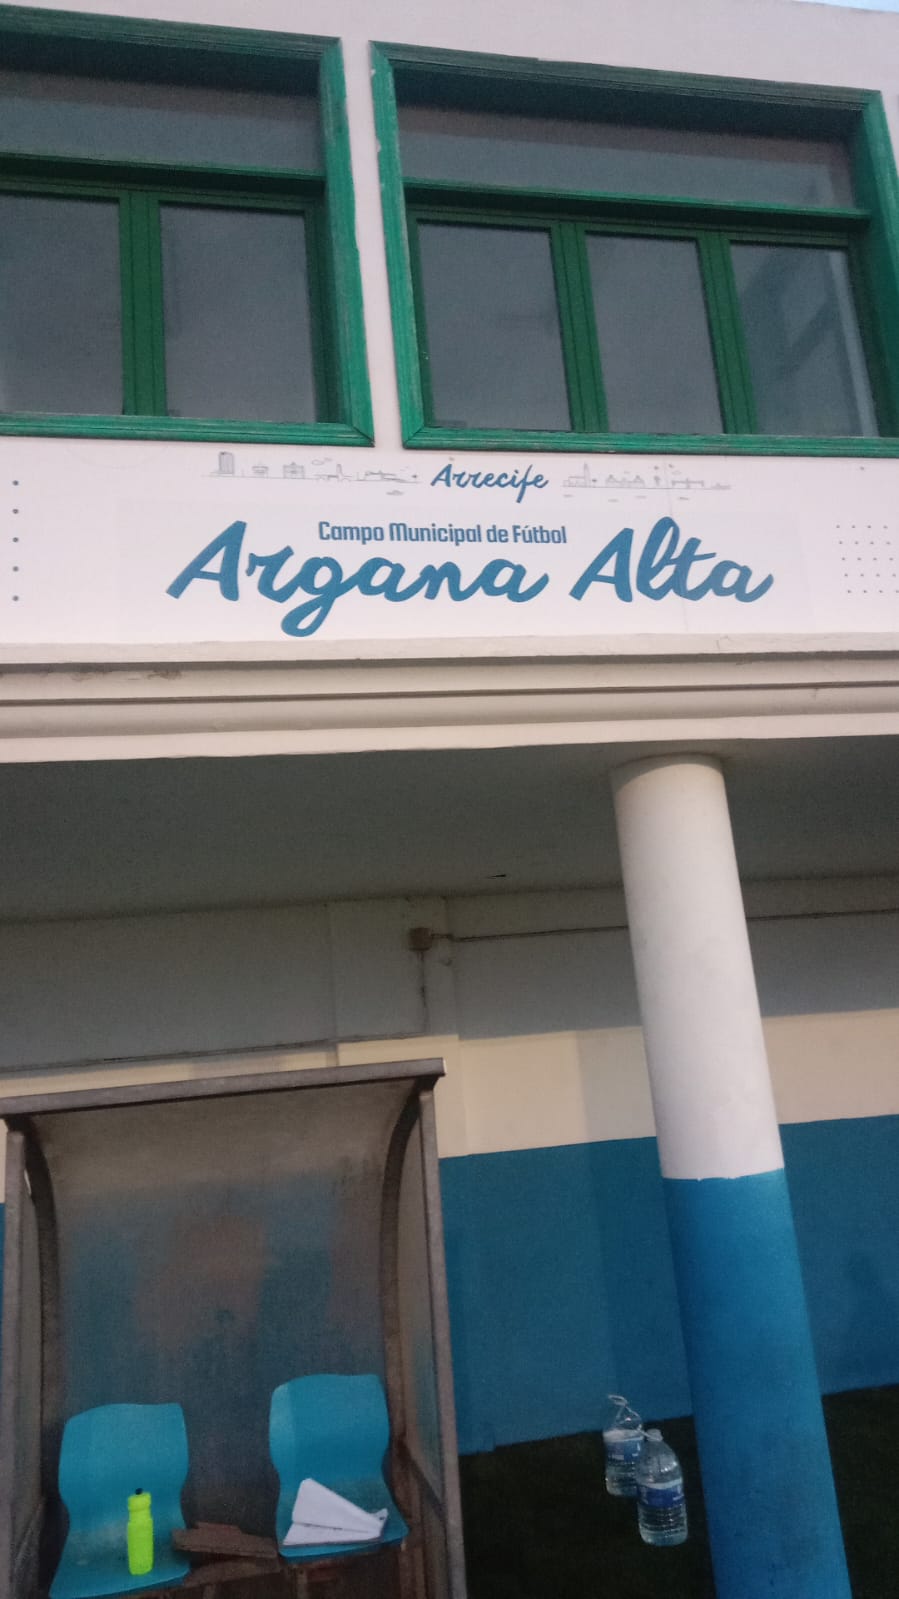 Arrecife
Campo Municipal de Fútbol
Argana Alta